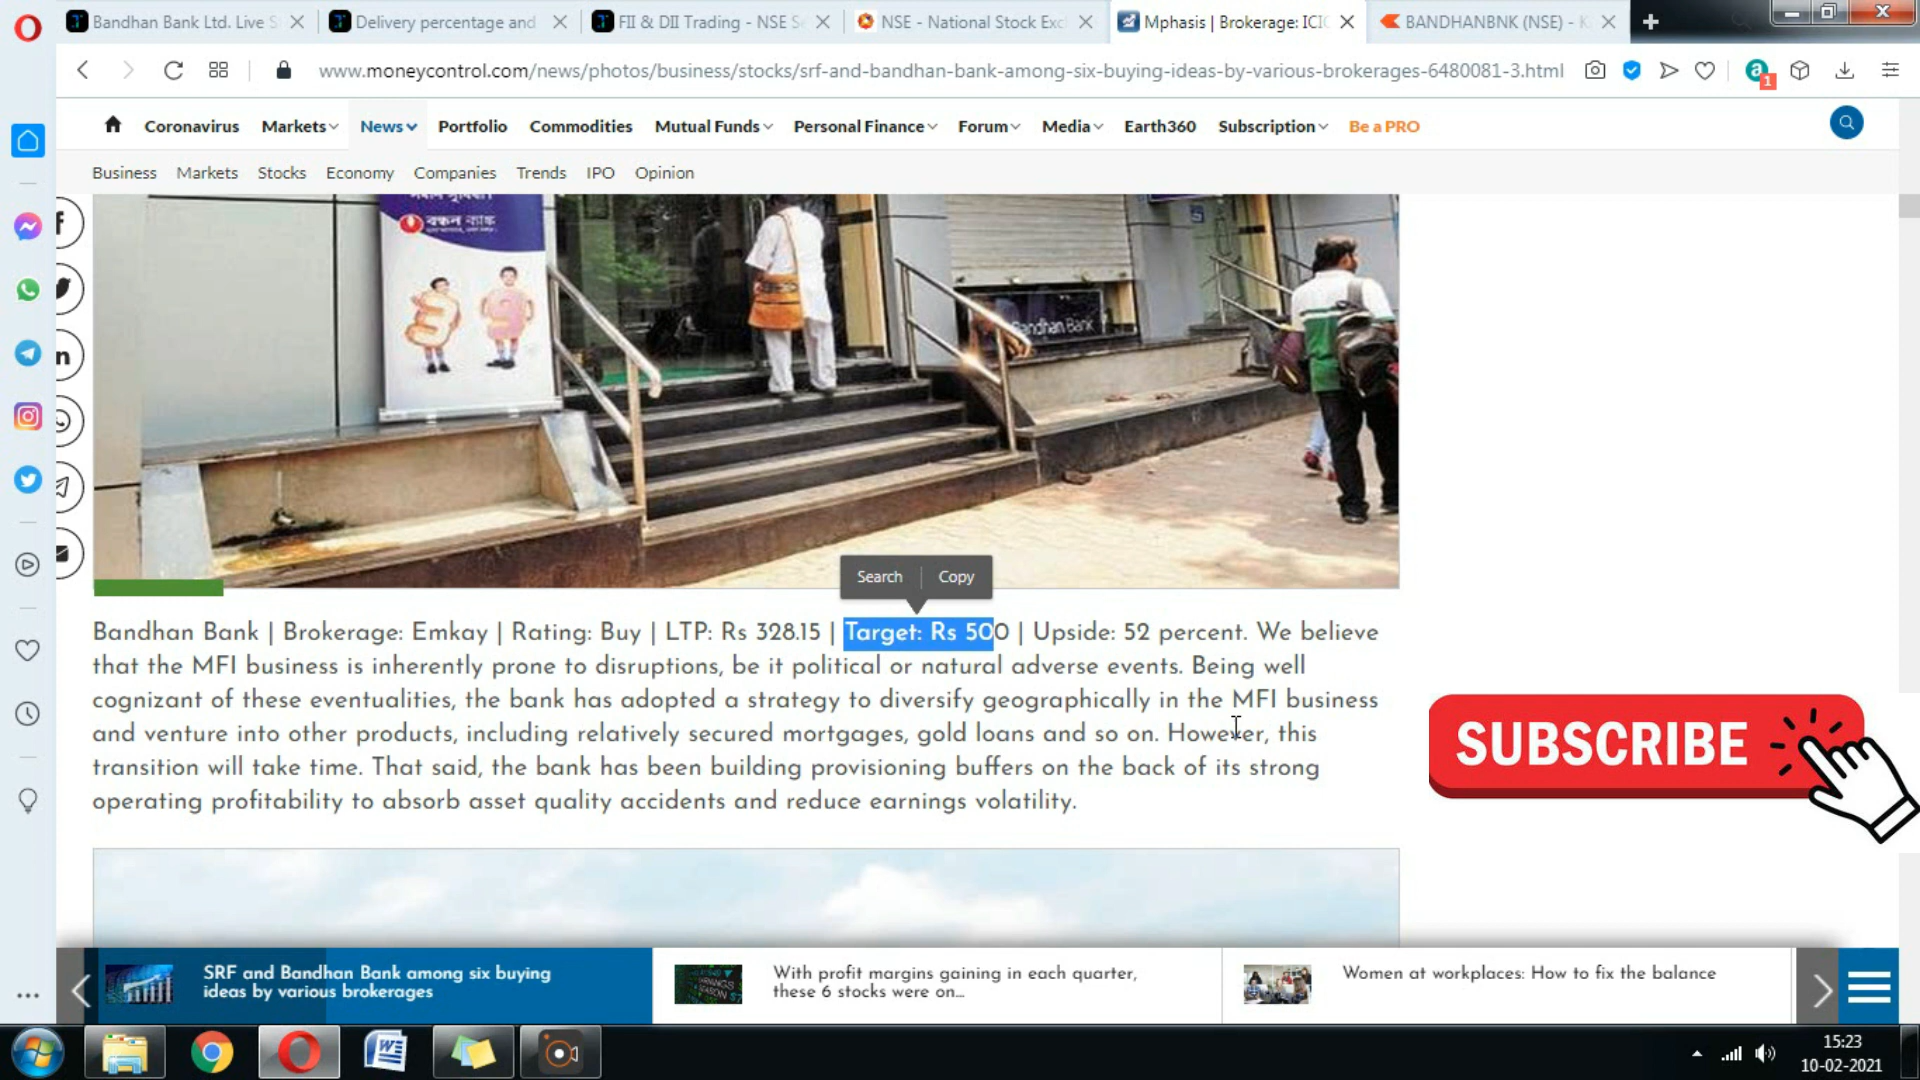 Bandhan Bank Ltd. Live S
Delivery percentage and
FII & DII Trading - NSE Se
NSE - National Stock Exc
Mphasis | Brokerage: ICIC
BANDHANBNK (NSE) - K
www.moneycontrol.com/news/photos/business/stocks/srf-and-bandhan-bank-among-six-buying-ideas-by-various-brokerages-6480081-3.html
a
1
Coronavirus Markets News Portfolio Commodities Mutual Funds Personal Finance Forum Media Earth360 Subscription Be a PRO
Business Markets Stocks Economy Companies Trends IPO Opinion
বন্ধন ব্যাংক
Bandhan Bank
Search Copy
Bandhan Bank | Brokerage: Emkay | Rating: Buy | LTP: Rs 328.15 | Target: Rs 500 | Upside: 52 percent. We believe
that the MFI business is inherently prone to disruptions, be it political or natural adverse events. Being well
cognizant of these eventualities, the bank has adopted a strategy to diversify geographically in the MFI business
and venture into other products, including relatively secured mortgages, gold loans and so on. However, this
transition will take time. That said, the bank has been building provisioning buffers on the back of its strong
operating profitability to absorb asset quality accidents and reduce earnings volatility.
SUBSCRIBE
SRF and Bandhan Bank among six buying
ideas by various brokerages
With profit margins gaining in each quarter,
these 6 stocks were on...
Women at workplaces: How to fix the balance
15:23
10-02-2021